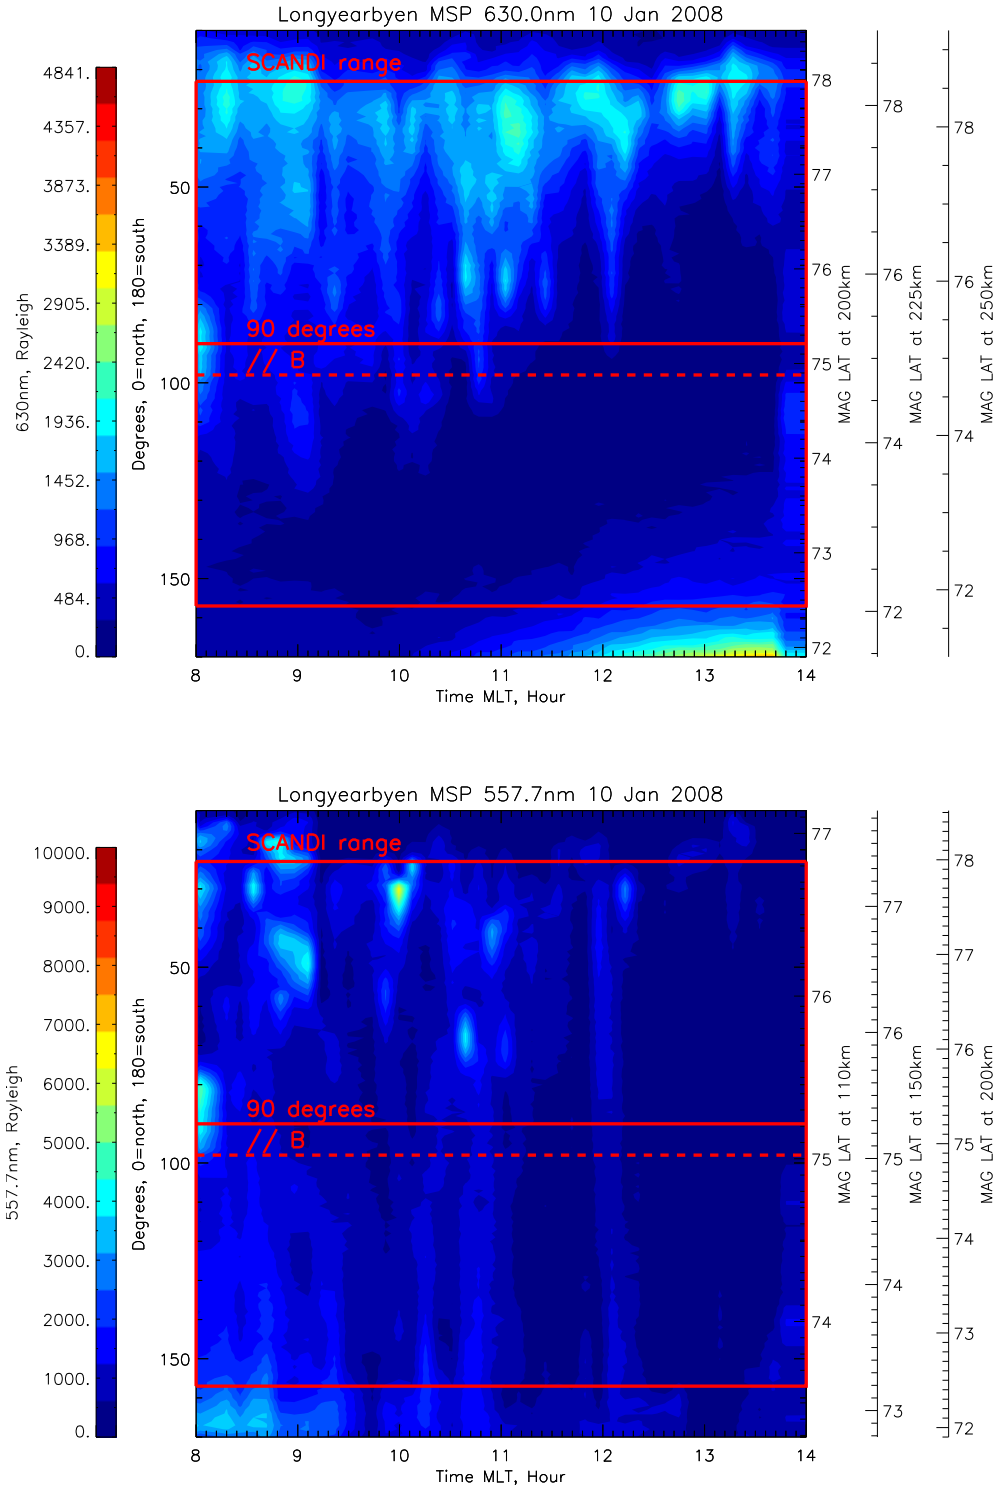 Longyearbyen MSP 630.0nm 10 Jan 2008
SCANDI range
90 degrees
// B
4841.
4357.
3873.
3389.
2905.
2420.
1936.
1452.
968.
484.
0.
630nm, Rayleigh
50
100
150
Degrees, 0=north, 180=south
8 9 10 11 12 13 14
Time MLT, Hour
78
77
76
75
74
73
72
MAG LAT at 200km
78
76
74
72
MAG LAT at 225km
78
76
74
72
MAG LAT at 250km
Longyearbyen MSP 557.7nm 10 Jan 2008
SCANDI range
90 degrees
// B
10000.
9000.
8000.
7000.
6000.
5000.
4000.
3000.
2000.
1000.
0.
557.7nm, Rayleigh
50
100
150
Degrees, 0=north, 180=south
8 9 10 11 12 13 14
Time MLT, Hour
77
76
75
74
MAG LAT at 110km
77
76
75
74
73
MAG LAT at 150km
78
77
76
75
74
73
72
MAG LAT at 200km